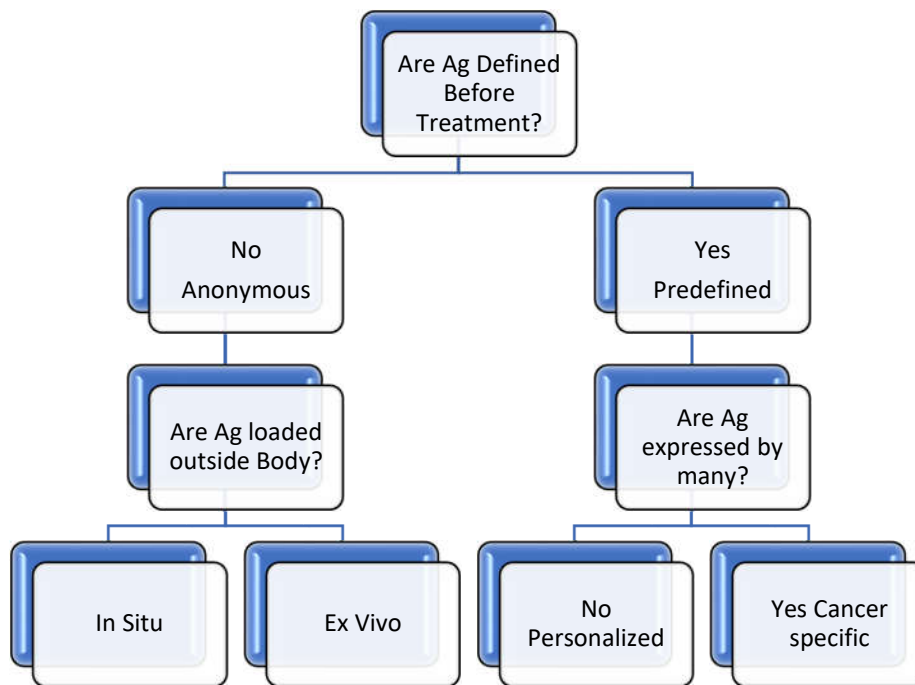 Are Ag Defined
Before
Treatment?
No
Anonymous
Yes
Predefined
Are Ag loaded
outside Body?
Are Ag
expressed by
many?
In Situ
Ex Vivo
No
Personalized
Yes Cancer
specific